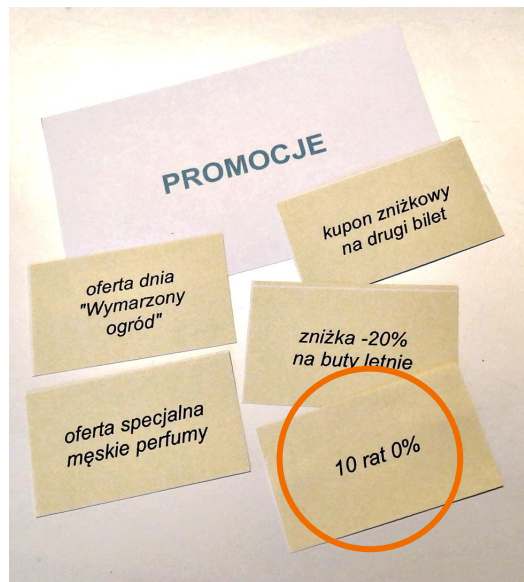 PROMOCJE
kupon zniżkowy
na drugi bilet
oferta dnia
"Wymarzony
ogród"
zniżka -20%
na buty letnie
oferta specjalna
męskie perfumy
10 rat 0%